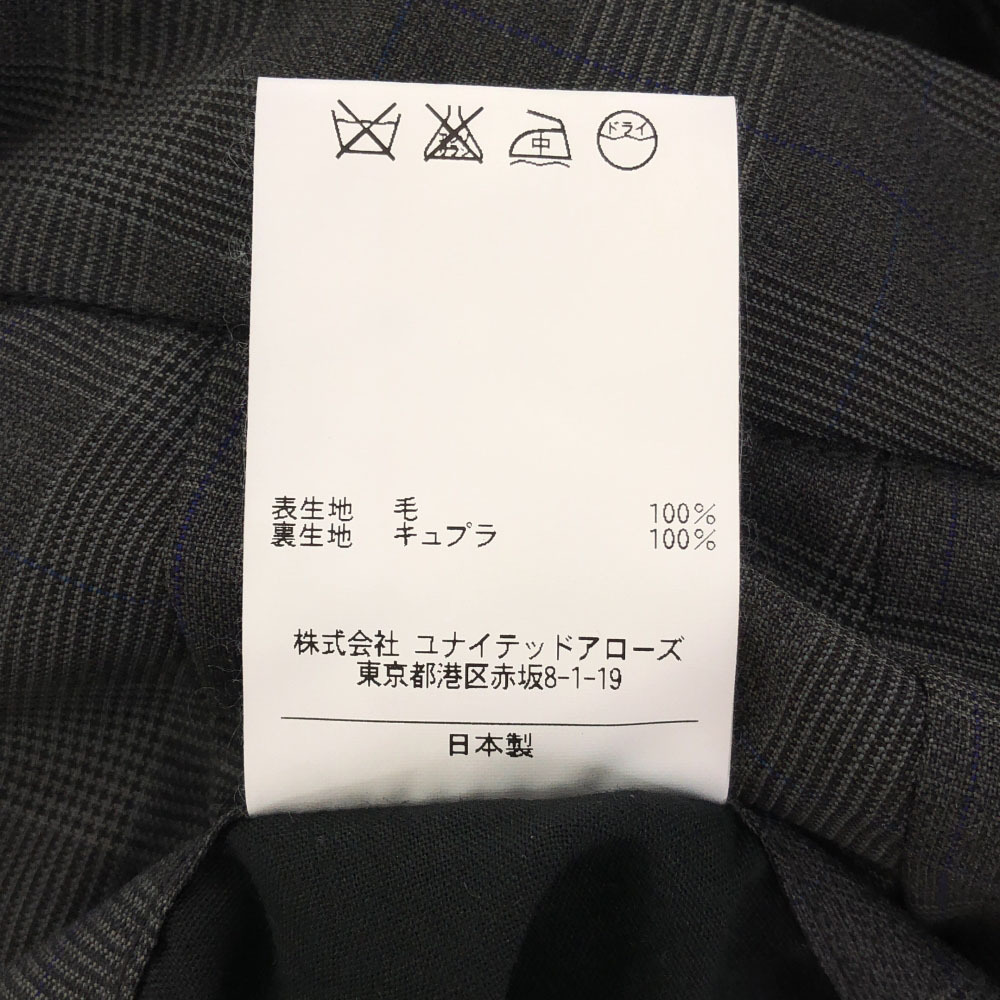 中 ドライ
表生地 毛 100%
裏生地 キュプラ 100%
株式会社 ユナイテッドアローズ
東京都港区赤坂8-1-19
日本製